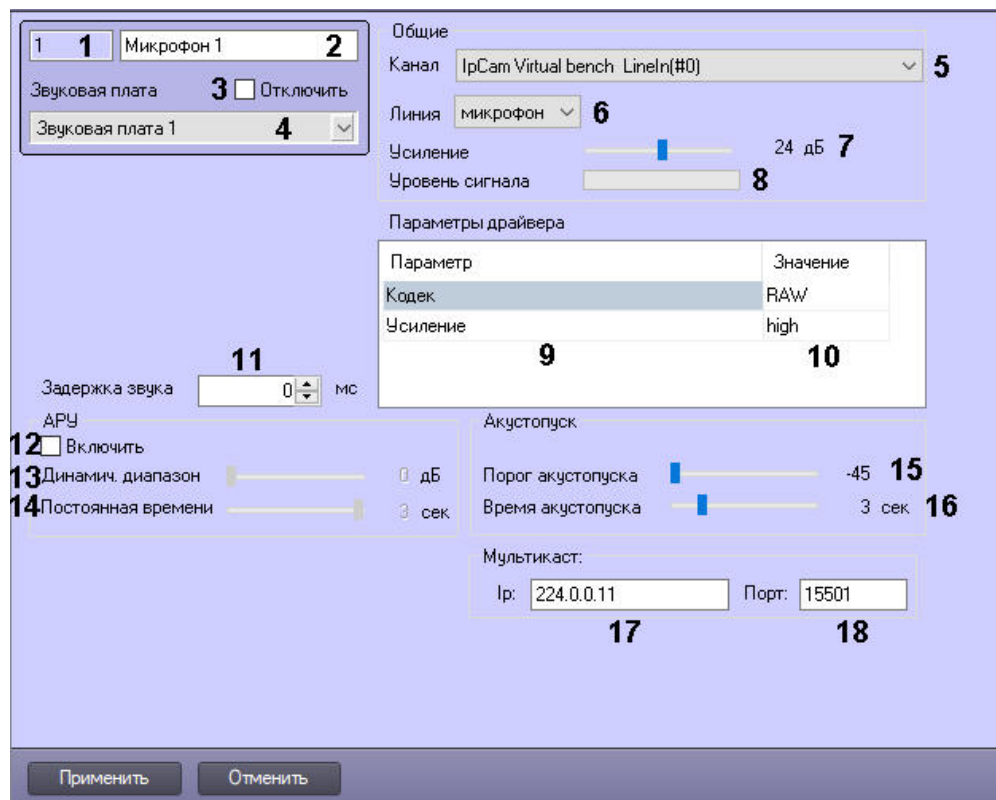 1 1 Микрофон 1 2
Звуковая плата 3 Отключить
Звуковая плата 1 4
Общие
Канал IpCam Virtual bench LineIn(#0) 5
Линия микрофон 6
Усиление 24 дБ 7
Уровень сигнала 8
Параметры драйвера
Параметр Значение
Кодек RAW
Усиление high
9 10
11
Задержка звука 0 мс
АРУ
12 Включить
13 Динамич. диапазон 0 дБ
14 Постоянная времени 3 сек
Акустопуск
Порог акустопуска -45 15
Время акустопуска 3 сек 16
Мультикаст:
Ip: 224.0.0.11 Порт: 15501
17 18
Применить Отменить